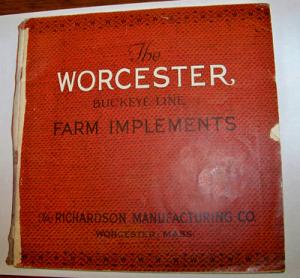 The
WORCESTER
BUCKEYE LINE
FARM IMPLEMENTS
The RICHARDSON MANUFACTURING CO.
WORCESTER, MASS.